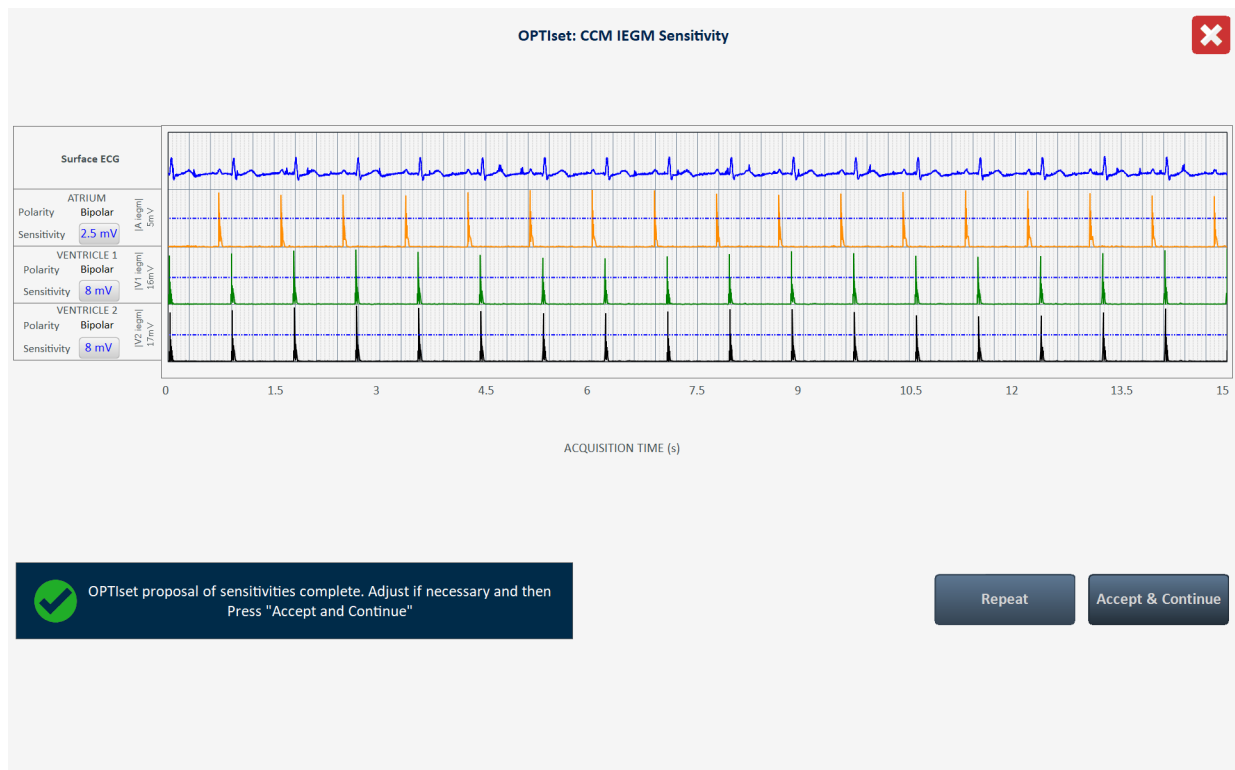 OPTIset: CCM IEGM Sensitivity
Surface ECG
ATRIUM
Polarity Bipolar
Sensitivity 2.5 mV
|A iegm|
5mV
VENTRICLE 1
Polarity Bipolar
Sensitivity 8 mV
|V1 iegm|
16mV
VENTRICLE 2
Polarity Bipolar
Sensitivity 8 mV
|V2 iegm|
17mV
0 1.5 3 4.5 6 7.5 9 10.5 12 13.5 15
ACQUISITION TIME (s)
OPTIset proposal of sensitivities complete. Adjust if necessary and then
Press "Accept and Continue"
Repeat
Accept & Continue